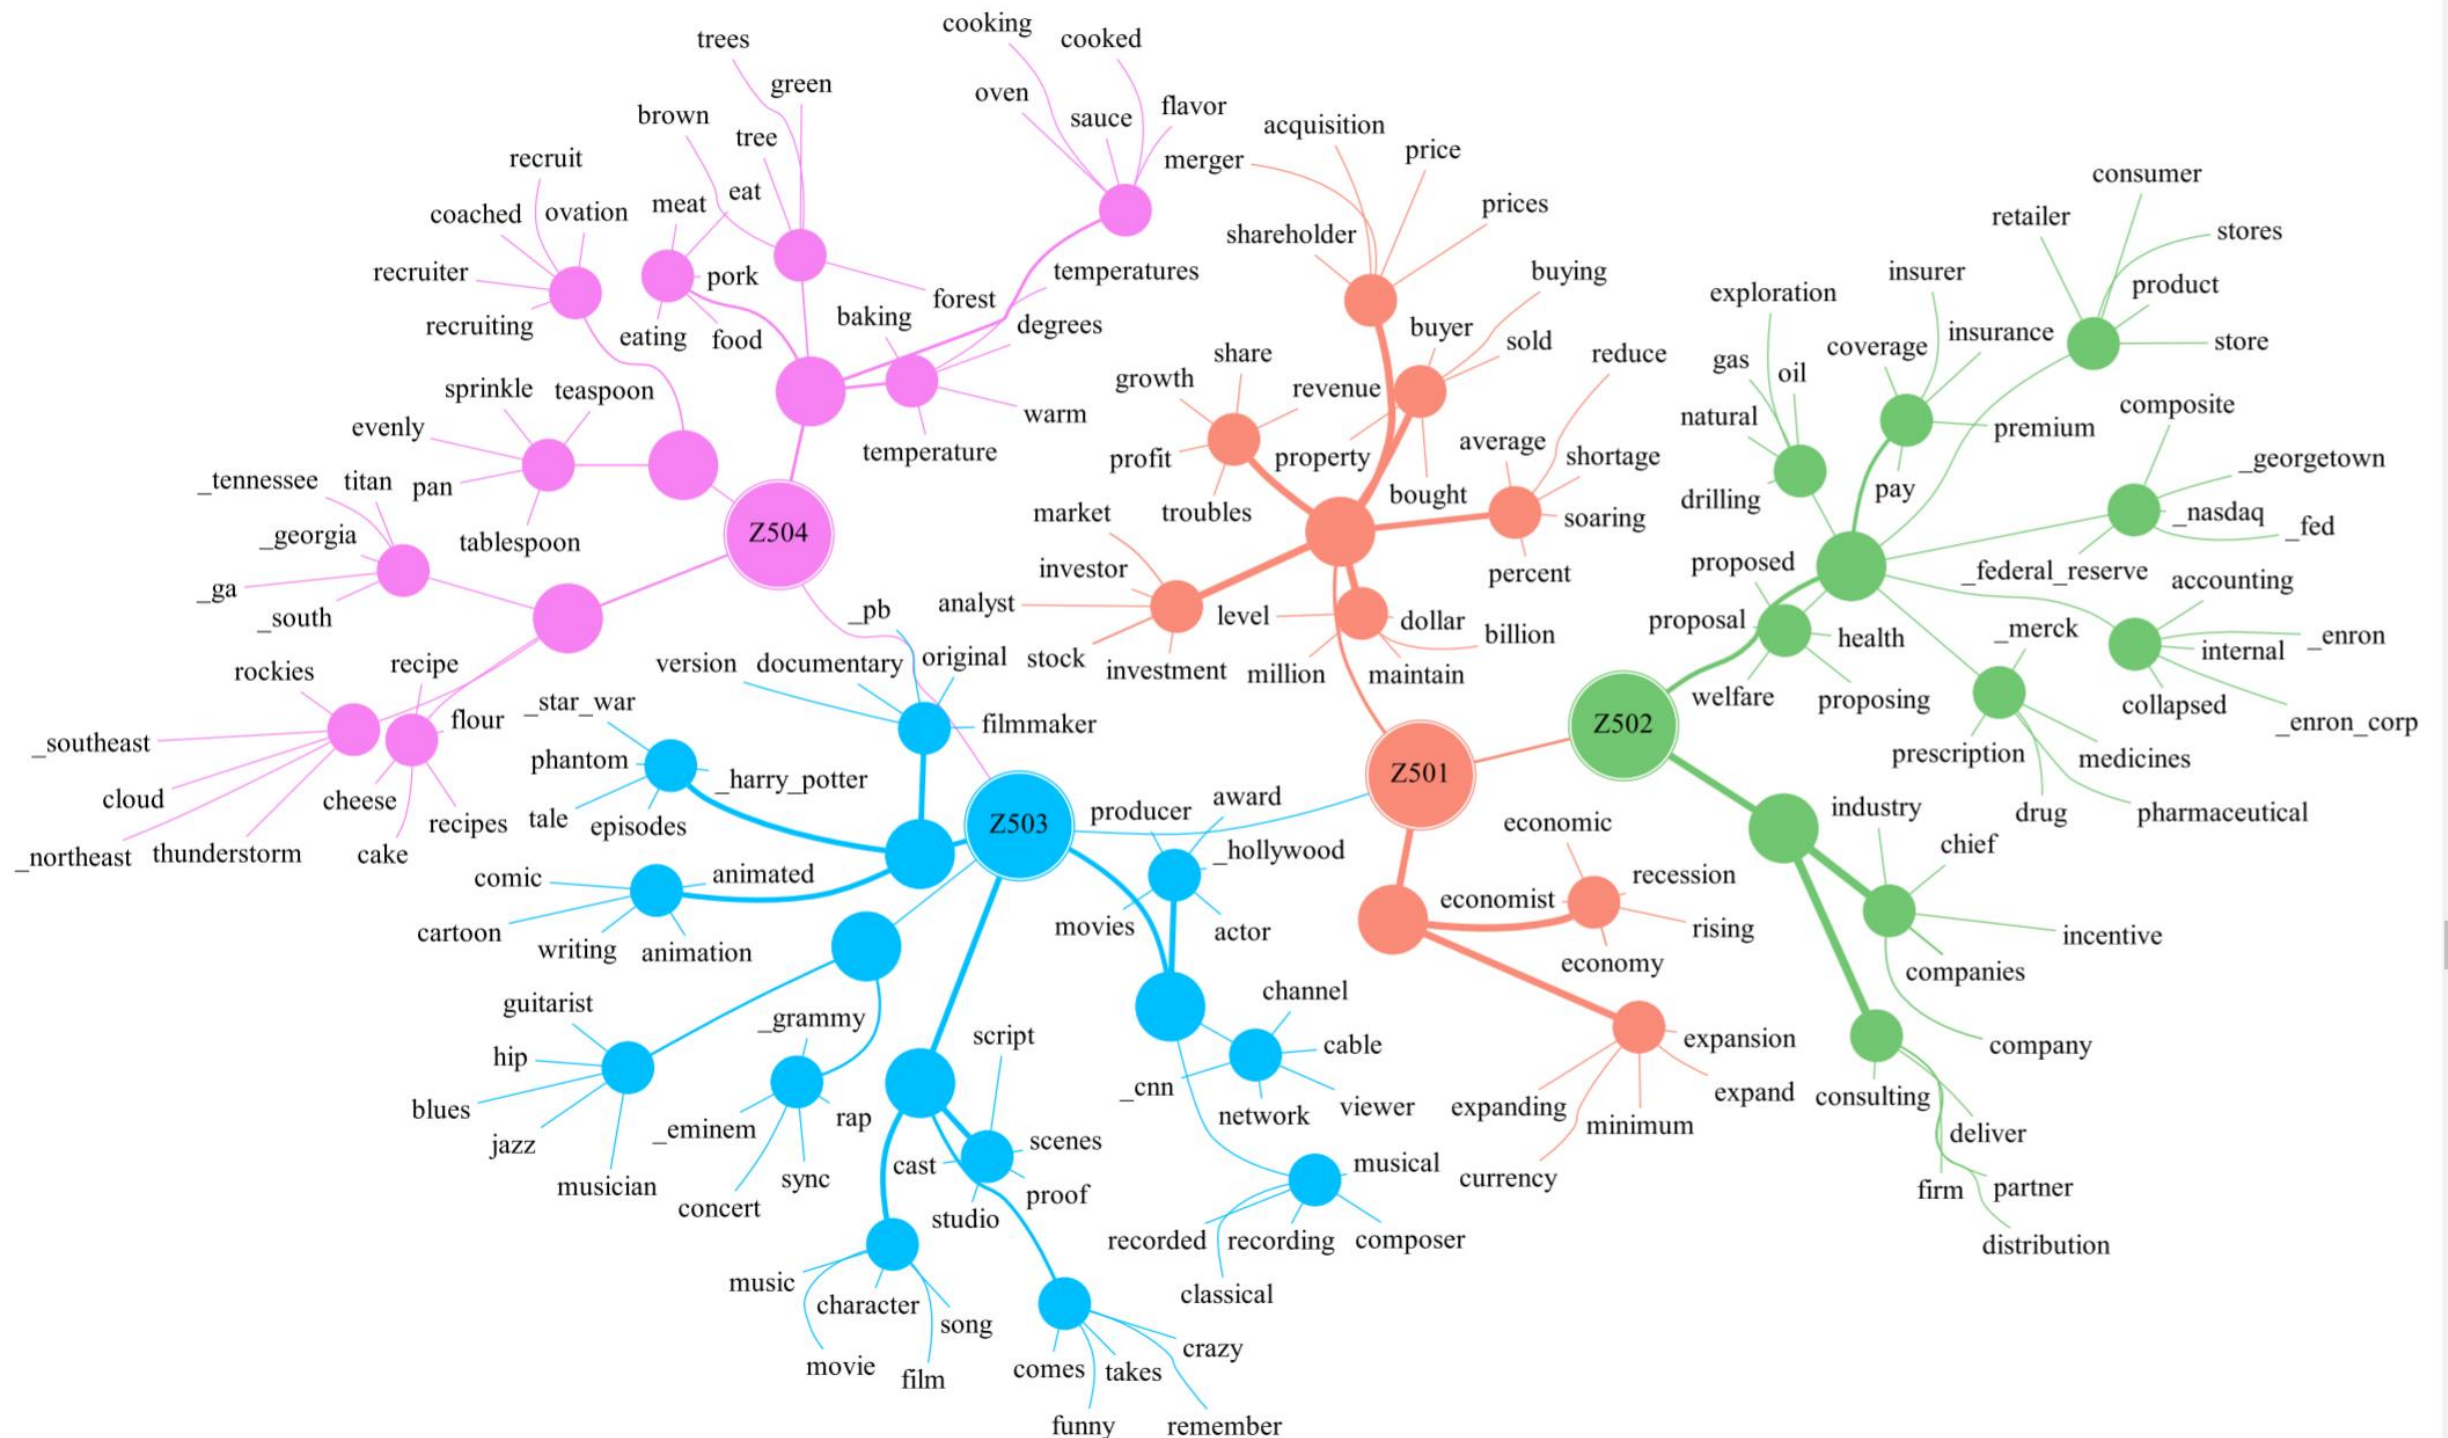 cooking
trees
cooked
green
oven
flavor
brown
sauce
acquisition
tree
price
recruit
merger
consumer
eat
meat
prices
coached
ovation
retailer
stores
shareholder
recruiter
pork
temperatures
buying
insurer
product
forest
exploration
recruiting
baking
degrees
buyer
insurance
eating
food
sold
coverage
store
share
reduce
gas
oil
growth
sprinkle
teaspoon
revenue
composite
warm
natural
evenly
premium
temperature
average
profit
property
shortage
_georgetown
_tennessee
titan
pan
bought
pay
drilling
market
troubles
soaring
_nasdaq
_fed
Z504
_georgia
tablespoon
proposed
investor
percent
_federal_reserve
accounting
_ga
analyst
_pb
level
dollar
_south
proposal
health
_merck
billion
_enron
internal
recipe
version
documentary
original
stock
rockies
investment
million
maintain
welfare
proposing
collapsed
_star_war
flour
filmmaker
Z502
_enron_corp
_southeast
phantom
prescription
medicines
_harry_potter
Z501
cloud
cheese
award
producer
industry
drug
pharmaceutical
tale
recipes
episodes
Z503
economic
chief
_northeast
thunderstorm
cake
_hollywood
comic
animated
recession
economist
cartoon
movies
actor
rising
incentive
writing
animation
economy
companies
guitarist
channel
_grammy
script
expansion
company
hip
cable
_cnn
expand
consulting
blues
network
viewer
expanding
rap
_eminem
minimum
deliver
jazz
scenes
cast
musical
musician
sync
proof
currency
firm
partner
concert
studio
recorded
recording
composer
distribution
music
character
classical
song
movie
film
comes
takes
crazy
funny
remember